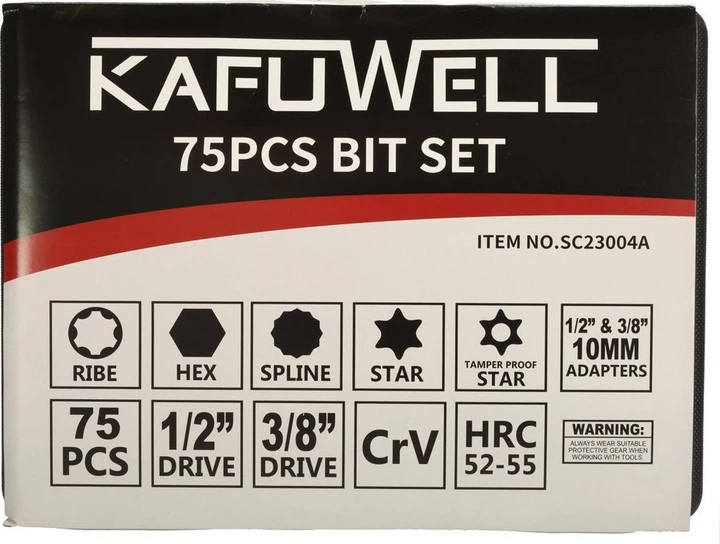 KAFUWELL
75PCS BIT SET
ITEM NO.SC23004A
RIBE
HEX
SPLINE
STAR
TAMPER PROOF
STAR
1/2” & 3/8”
10MM
ADAPTERS
75
PCS
1/2”
DRIVE
3/8”
DRIVE
CrV
HRC
52-55
WARNING:
ALWAYS WEAR SUITABLE
PROTECTIVE GEAR WHEN
WORKING WITH TOOLS.